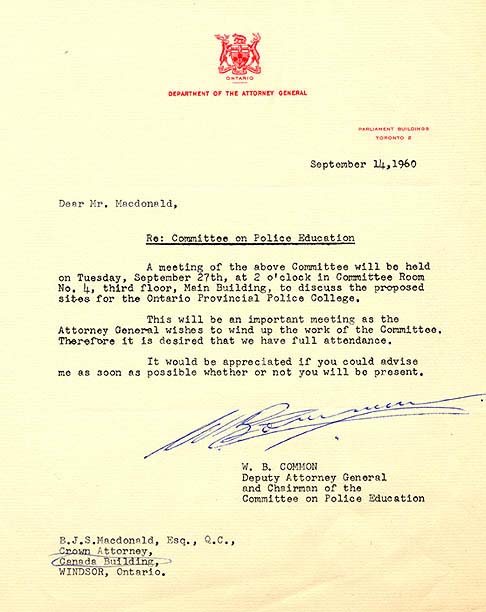 ONTARIO
DEPARTMENT OF THE ATTORNEY GENERAL
PARLIAMENT BUILDINGS
TORONTO 2
September 14,1960
Dear Mr. Macdonald,
Re: Committee on Police Education
A meeting of the above Committee will be held
on Tuesday, September 27th, at 2 o'clock in Committee Room
No. 4, third floor, Main Building, to discuss the proposed
sites for the Ontario Provincial Police College.
This will be an important meeting as the
Attorney General wishes to wind up the work of the Committee.
Therefore it is desired that we have full attendance.
It would be appreciated if you could advise
me as soon as possible whether or not you will be present.
W. B. COMMON
Deputy Attorney General
and Chairman of the
Committee on Police Education
B.J.S.Macdonald, Esq., Q.C.,
Crown Attorney,
Canada Building,
WINDSOR, Ontario.